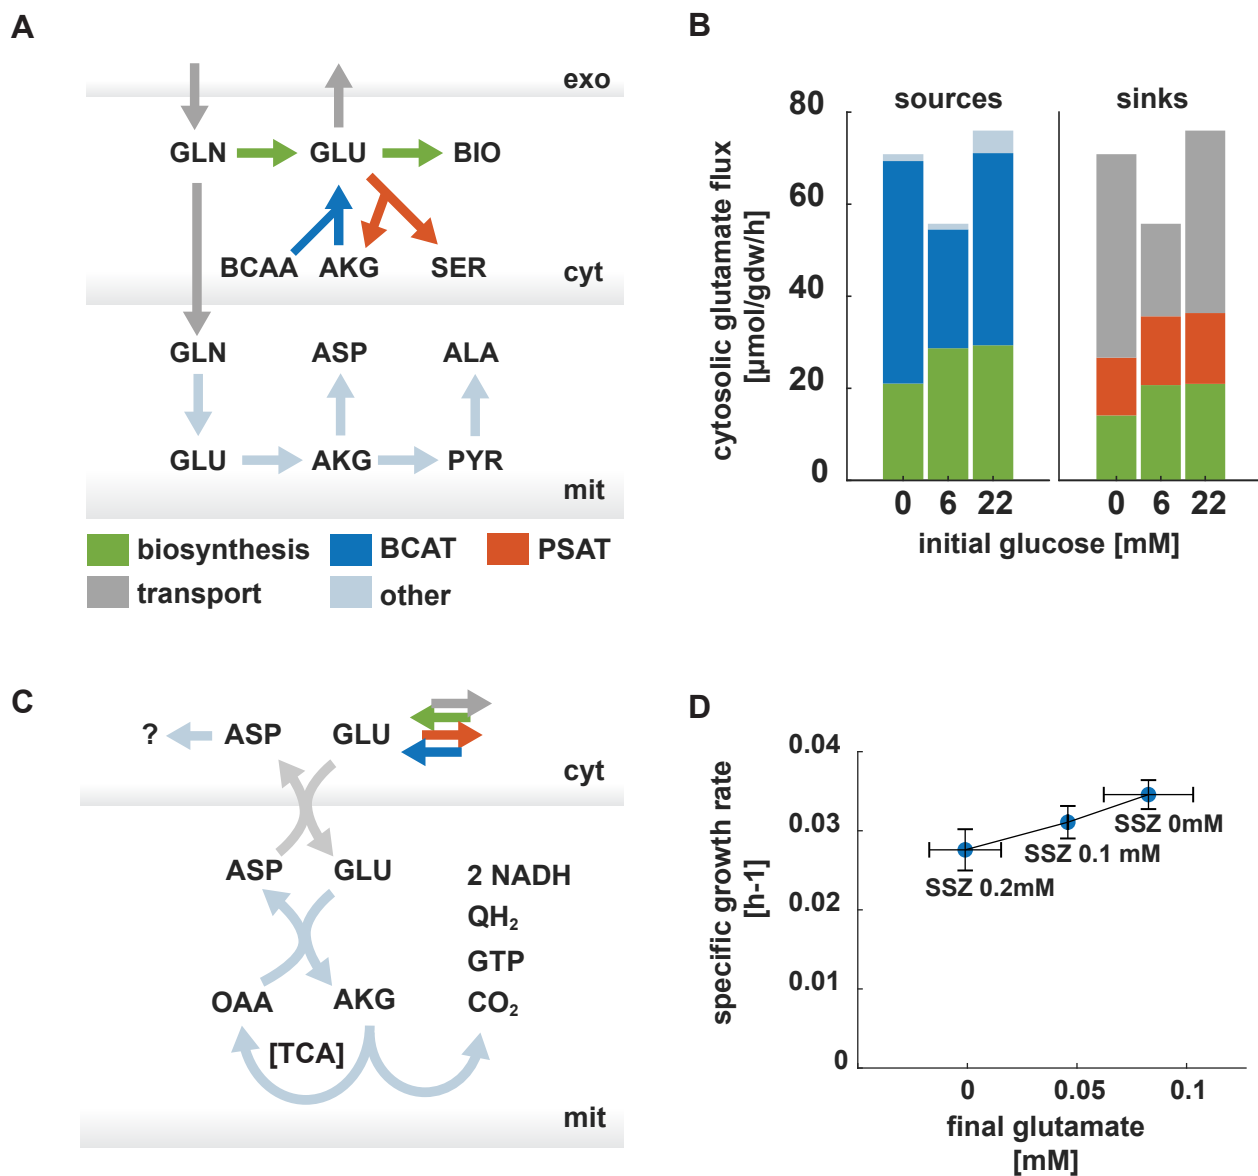 A
exo
GLN GLU BIO
BCAA AKG SER
cyt
GLN ASP ALA
GLU AKG PYR
mit
biosynthesis BCAT PSAT
transport other
B
sources sinks
80
60
40
20
0
cytosolic glutamate flux
[µmol/gdw/h]
0 6 22 0 6 22
initial glucose [mM]
C
? ASP GLU
cyt
ASP GLU
2 NADH
QH₂
GTP
CO₂
OAA AKG
[TCA]
mit
D
0.04
0.03
0.02
0.01
0
specific growth rate
[h-1]
SSZ 0mM
SSZ 0.1 mM
SSZ 0.2mM
0 0.05 0.1
final glutamate
[mM]